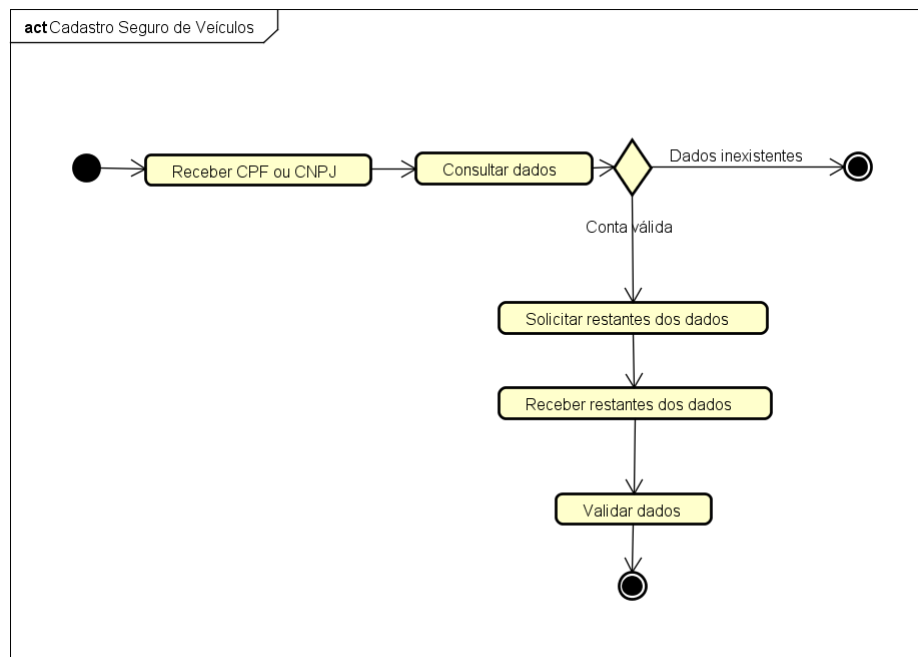 act Cadastro Seguro de Veículos
Receber CPF ou CNPJ
Consultar dados
Dados inexistentes
Conta válida
Solicitar restantes dos dados
Receber restantes dos dados
Validar dados